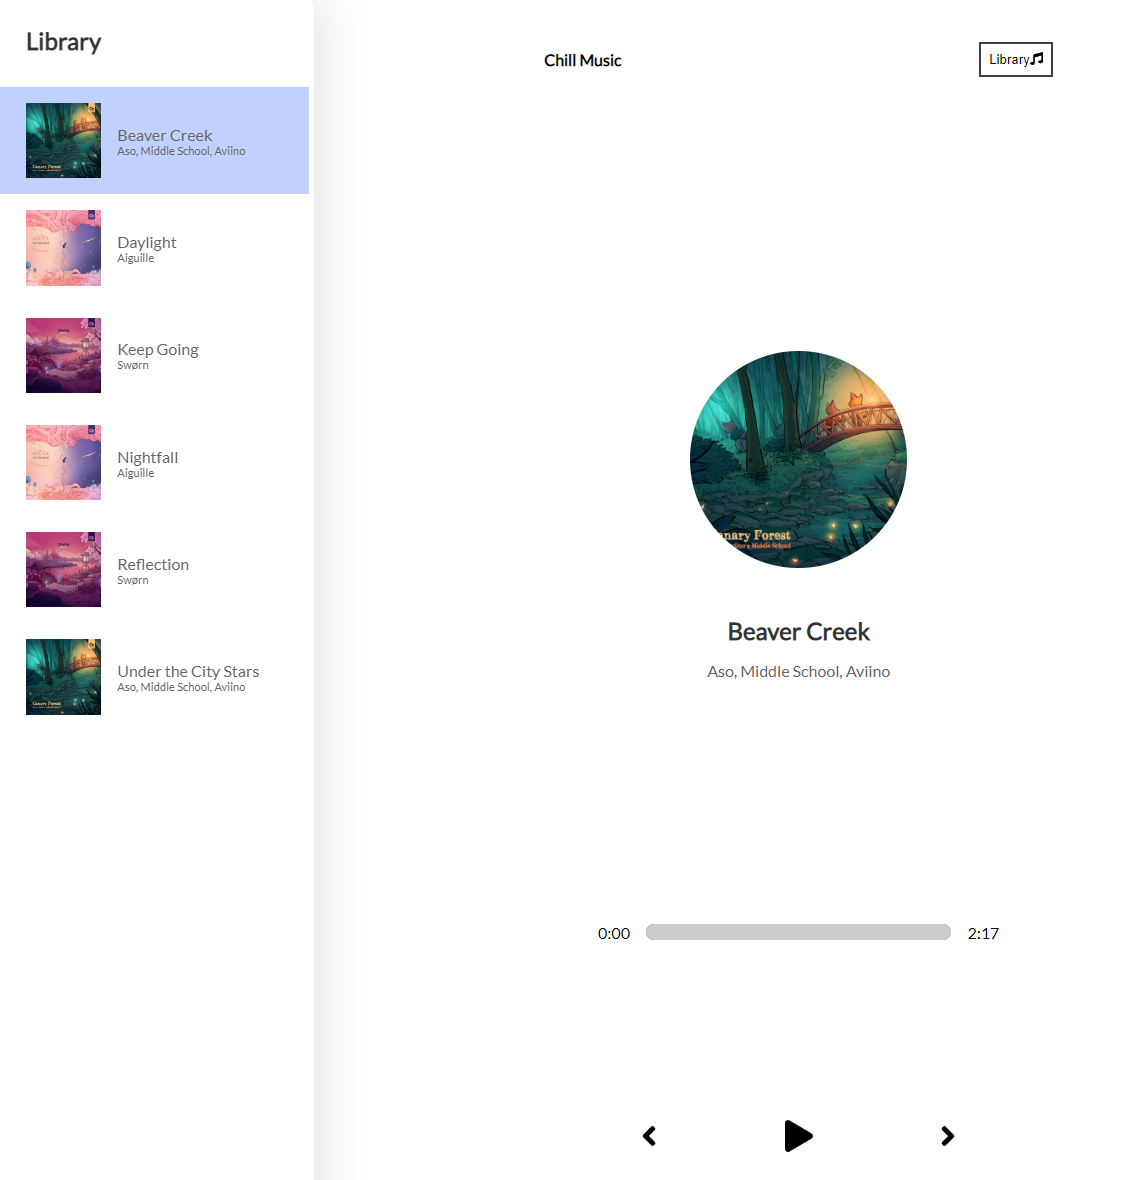 Library
Beaver Creek
Aso, Middle School, Aviino
Daylight
Aiguille
Keep Going
Swørn
Nightfall
Aiguille
Reflection
Swørn
Under the City Stars
Aso, Middle School, Aviino
Chill Music
Library
nary Forest
Middle School
Beaver Creek
Aso, Middle School, Aviino
0:00
2:17